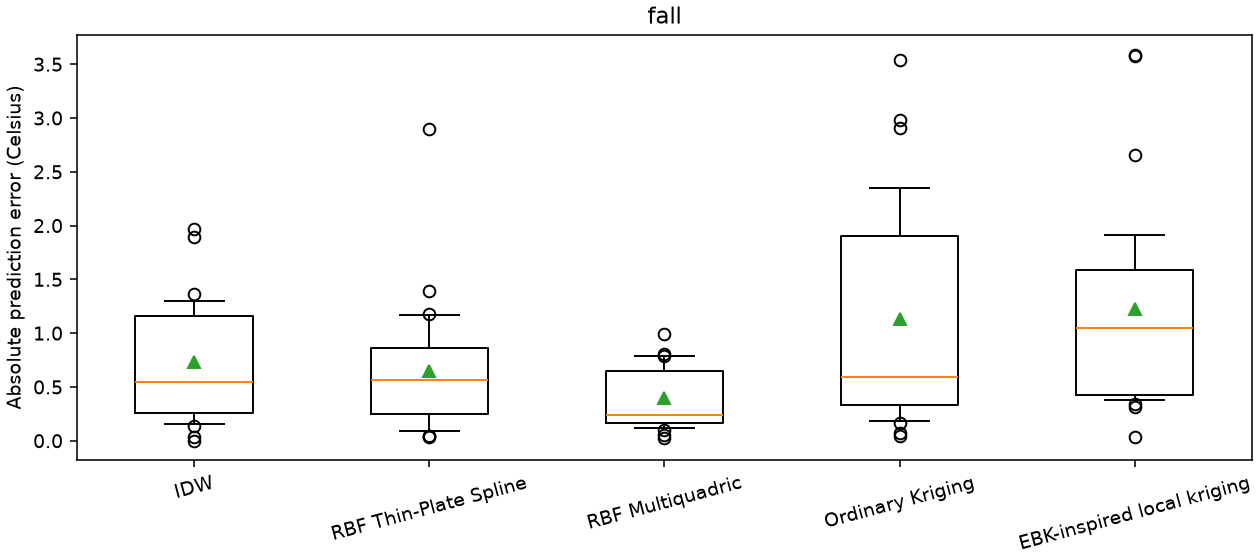 fall
Absolute prediction error (Celsius)
3.5
3.0
2.5
2.0
1.5
1.0
0.5
0.0
IDW
RBF Thin-Plate Spline
RBF Multiquadric
Ordinary Kriging
EBK-inspired local kriging